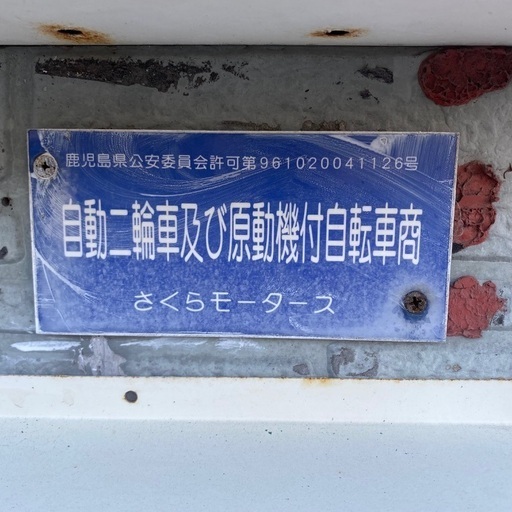 鹿児島県公安委員会許可第961020041126号
自動二輪車及び原動機付自転車商
さくらモータース